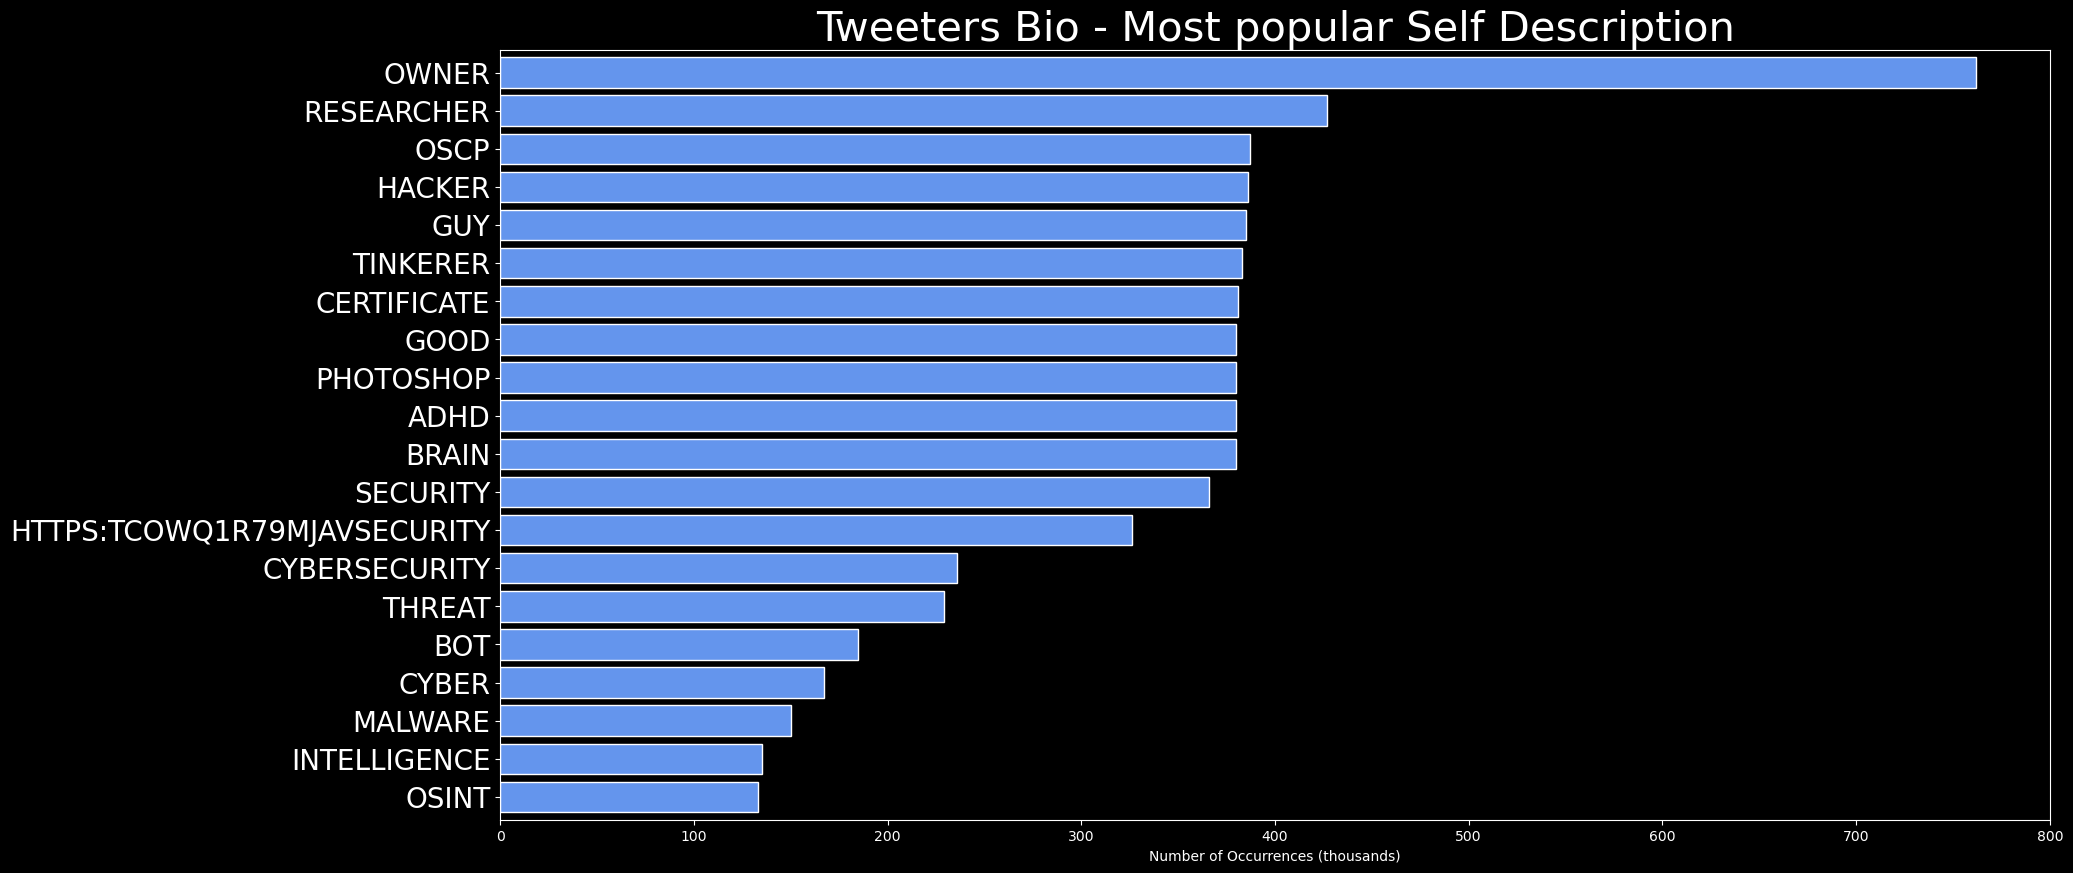 Tweeters Bio - Most popular Self Description
OWNER
RESEARCHER
OSCP
HACKER
GUY
TINKERER
CERTIFICATE
GOOD
PHOTOSHOP
ADHD
BRAIN
SECURITY
HTTPS:TCOWQ1R79MJAVSECURITY
CYBERSECURITY
THREAT
BOT
CYBER
MALWARE
INTELLIGENCE
OSINT
0 100 200 300 400 500 600 700 800
Number of Occurrences (thousands)